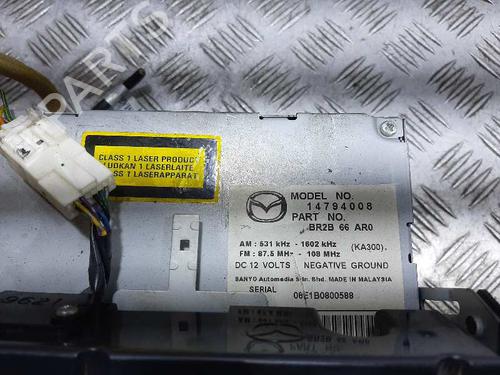 PARTS
CLASS 1 LASER PRODUCT
LUOKAN 1 LASERLAITE
SS 1 LASERAPPARAT
MODEL NO.
14794008
PART NO.
BR2B 66 AR0
AM : 531 kHz - 1602 kHz (KA300).
FM : 87.5 MHz - 108 MHz
DC 12 VOLTS NEGATIVE GROUND
SANYO Automedia Sdn. Bhd. MADE IN MALAYSIA
SERIAL
08E1B0800588